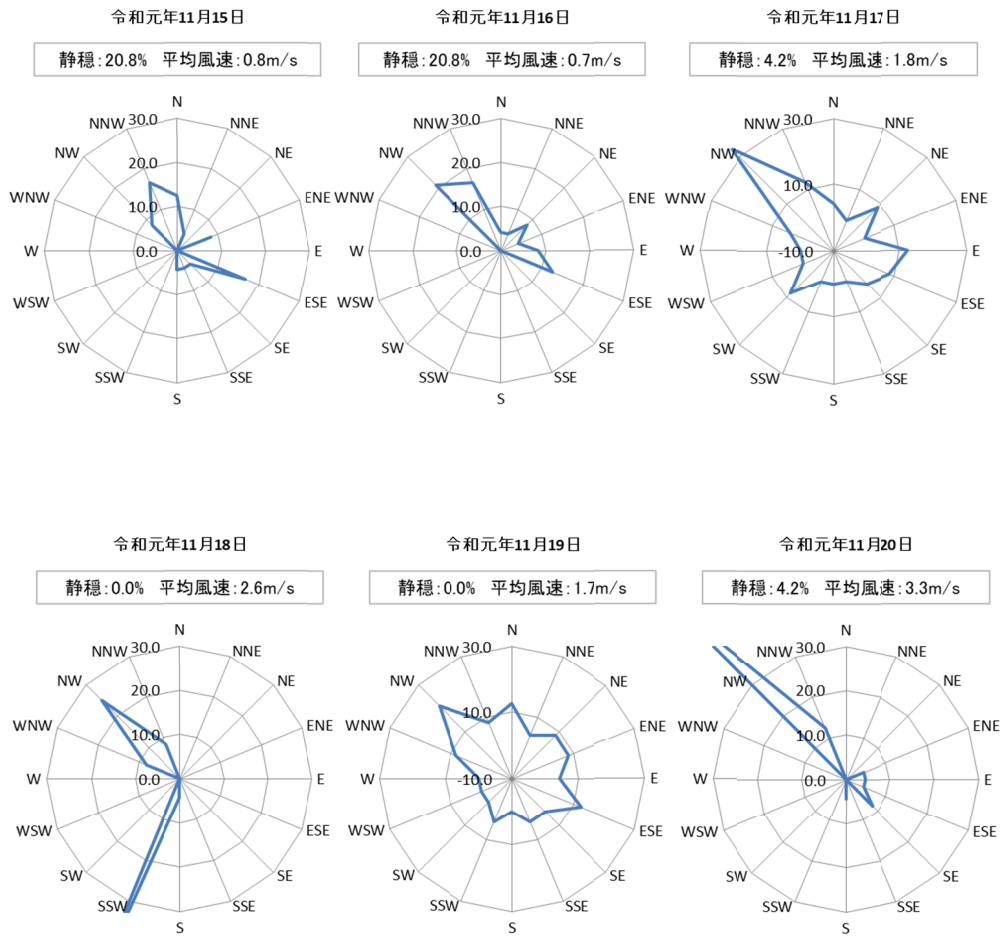 令和元年11月15日
静穏:20.8% 平均風速:0.8m/s
N
NNE
NE
ENE
E
ESE
SE
SSE
S
SSW
SW
WSW
W
WNW
NW
NNW
30.0
20.0
10.0
0.0
令和元年11月16日
静穏:20.8% 平均風速:0.7m/s
N
NNE
NE
ENE
E
ESE
SE
SSE
S
SSW
SW
WSW
W
WNW
NW
NNW
30.0
20.0
10.0
0.0
令和元年11月17日
静穏:4.2% 平均風速:1.8m/s
N
NNE
NE
ENE
E
ESE
SE
SSE
S
SSW
SW
WSW
W
WNW
NW
NNW
30.0
10.0
-10.0
令和元年11月18日
静穏:0.0% 平均風速:2.6m/s
N
NNE
NE
ENE
E
ESE
SE
SSE
S
SSW
SW
WSW
W
WNW
NW
NNW
30.0
20.0
10.0
0.0
令和元年11月19日
静穏:0.0% 平均風速:1.7m/s
N
NNE
NE
ENE
E
ESE
SE
SSE
S
SSW
SW
WSW
W
WNW
NW
NNW
30.0
10.0
-10.0
令和元年11月20日
静穏:4.2% 平均風速:3.3m/s
N
NNE
NE
ENE
E
ESE
SE
SSE
S
SSW
SW
WSW
W
WNW
NW
NNW
30.0
20.0
10.0
0.0